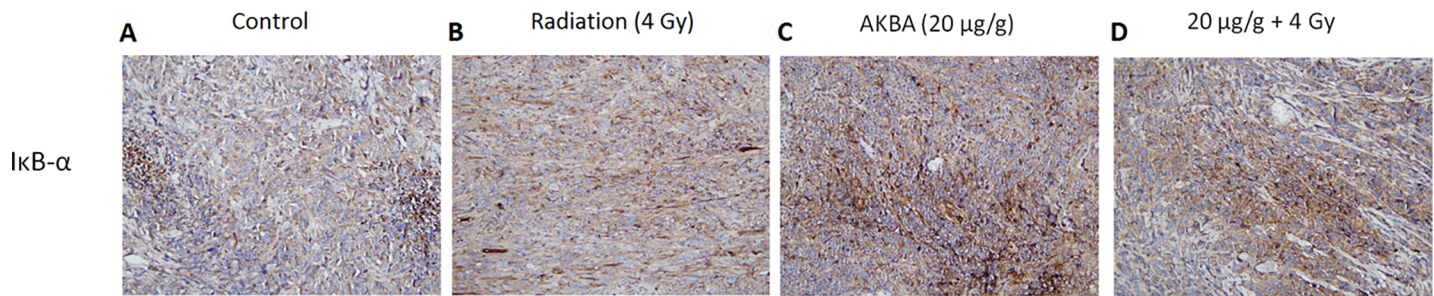 A Control
B Radiation (4 Gy)
C AKBA (20 µg/g)
D 20 µg/g + 4 Gy
IκB-α